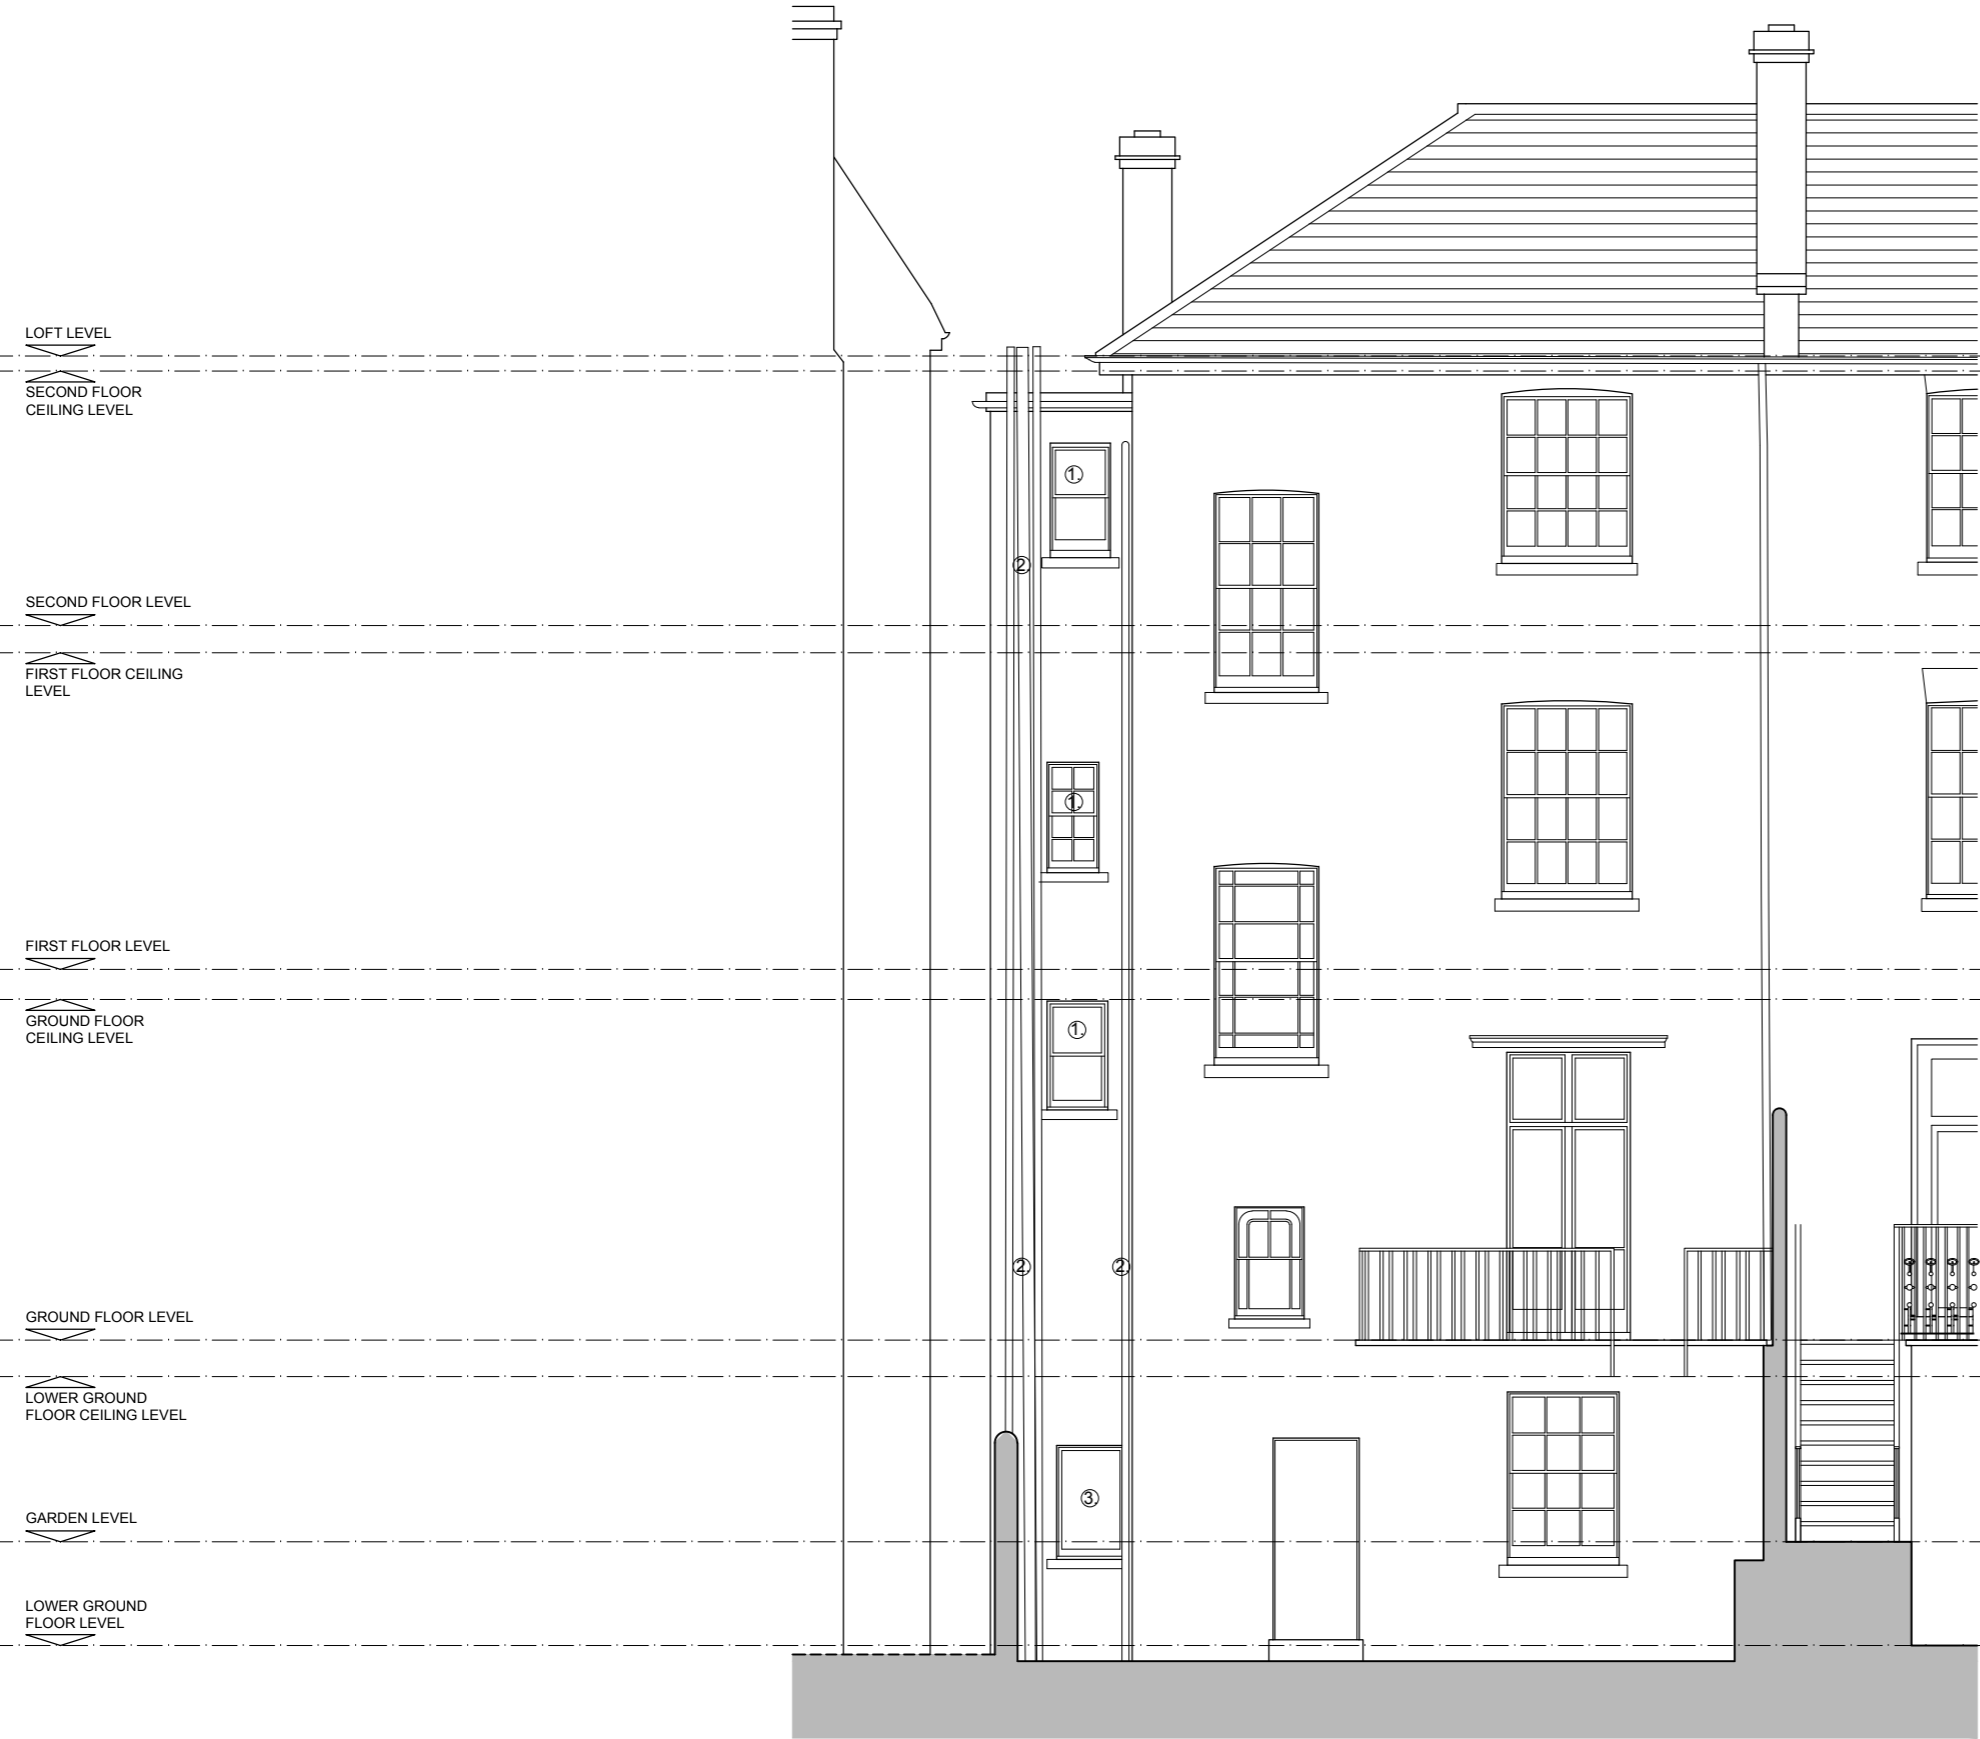 LOFT LEVEL
SECOND FLOOR
CEILING LEVEL
1.
2.
SECOND FLOOR LEVEL
FIRST FLOOR CEILING
LEVEL
1.
FIRST FLOOR LEVEL
GROUND FLOOR
CEILING LEVEL
1.
2.
2.
GROUND FLOOR LEVEL
LOWER GROUND
FLOOR CEILING LEVEL
3.
GARDEN LEVEL
LOWER GROUND
FLOOR LEVEL